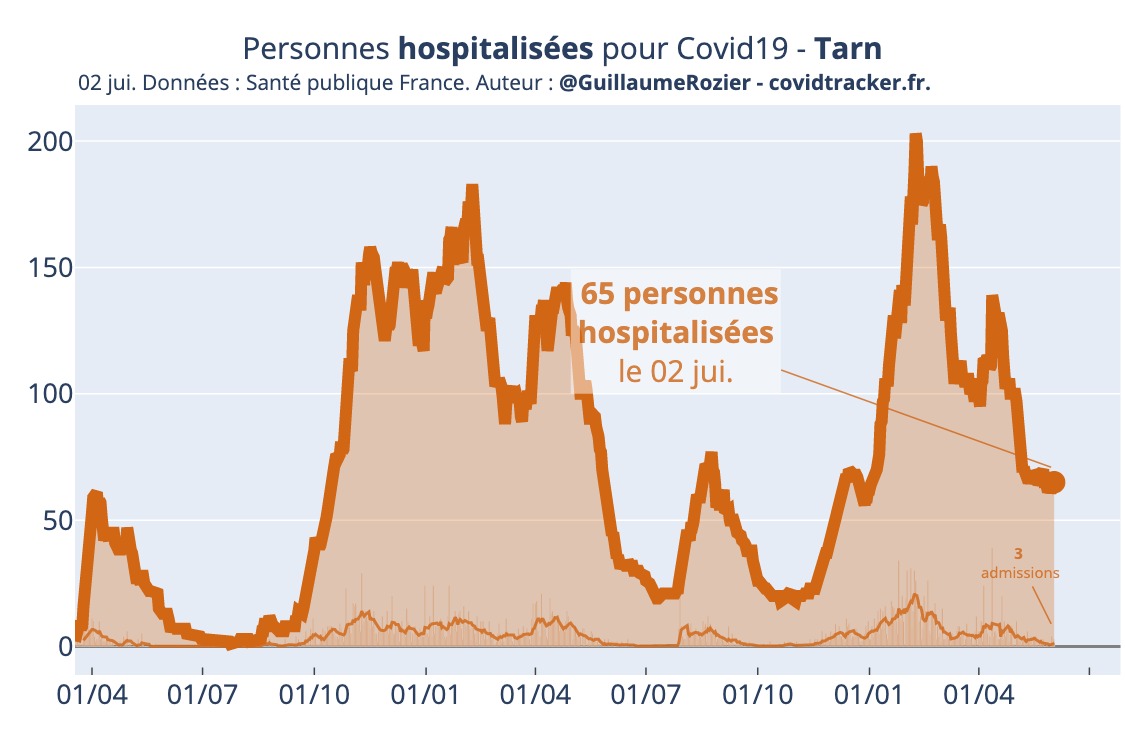 Personnes hospitalisées pour Covid19 - Tarn
02 jui. Données : Santé publique France. Auteur : @GuillaumeRozier - covidtracker.fr.
200
150
65 personnes
hospitalisées
le 02 jui.
100
50
3
admissions
0
01/04 01/07 01/10 01/01 01/04 01/07 01/10 01/01 01/04